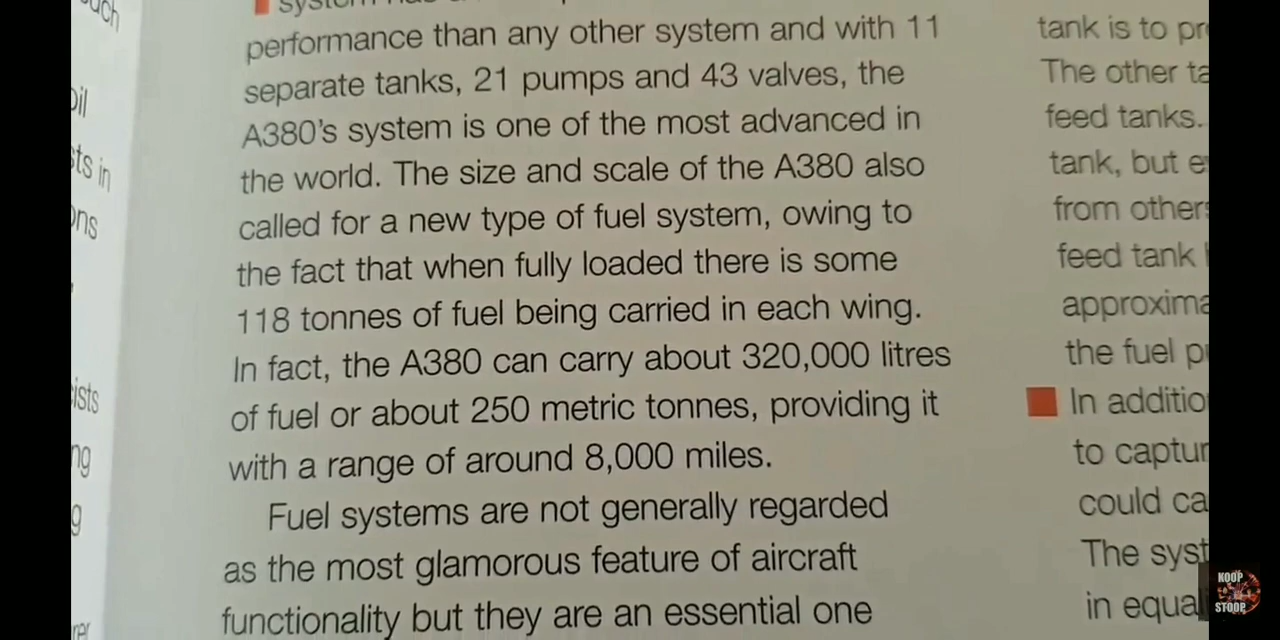 performance than any other system and with 11
separate tanks, 21 pumps and 43 valves, the
A380's system is one of the most advanced in
the world. The size and scale of the A380 also
called for a new type of fuel system, owing to
the fact that when fully loaded there is some
118 tonnes of fuel being carried in each wing.
In fact, the A380 can carry about 320,000 litres
of fuel or about 250 metric tonnes, providing it
with a range of around 8,000 miles.
Fuel systems are not generally regarded
as the most glamorous feature of aircraft
functionality but they are an essential one
tank is to
The other
feed tanks.
tank, but
from
feed tank
the fuel
In
to
could
The
in
KOOP
STOOP